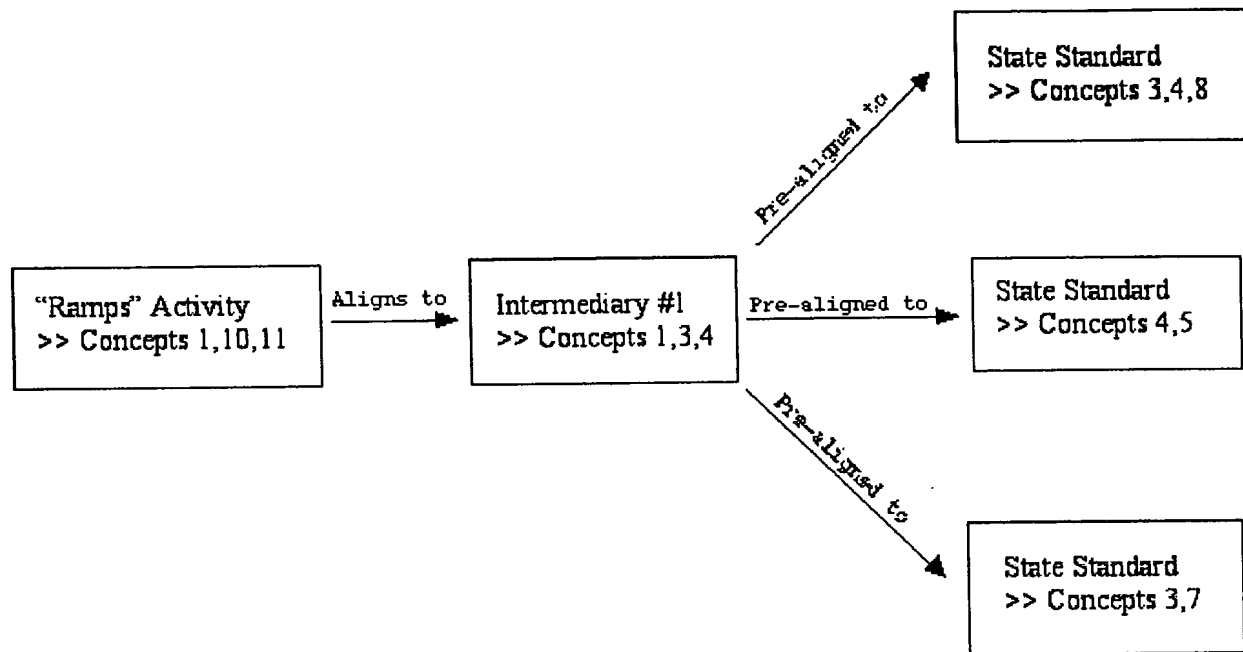 State Standard
>> Concepts 3,4,8
Pre-aligned to
"Ramps" Activity
>> Concepts 1,10,11
Aligns to
Intermediary #1
>> Concepts 1,3,4
Pre-aligned to
State Standard
>> Concepts 4,5
Pre-aligned to
State Standard
>> Concepts 3,7